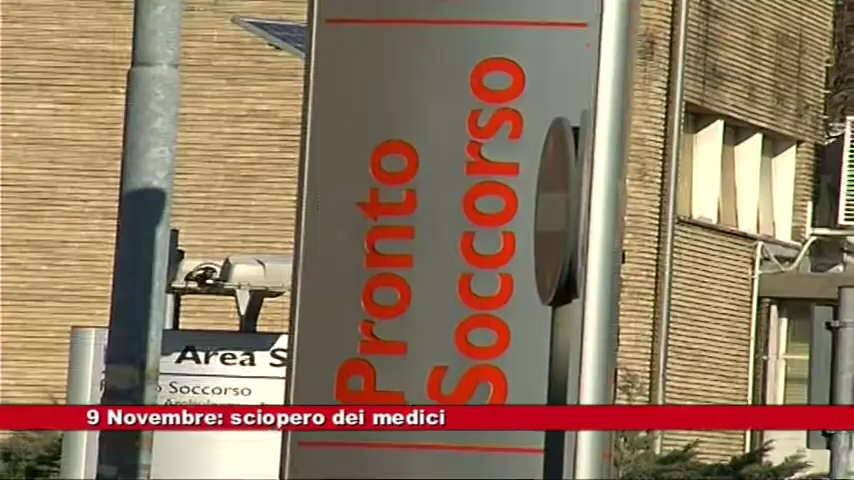 Pronto
Soccorso
Area S
Soccorso
9 Novembre: sciopero dei medici